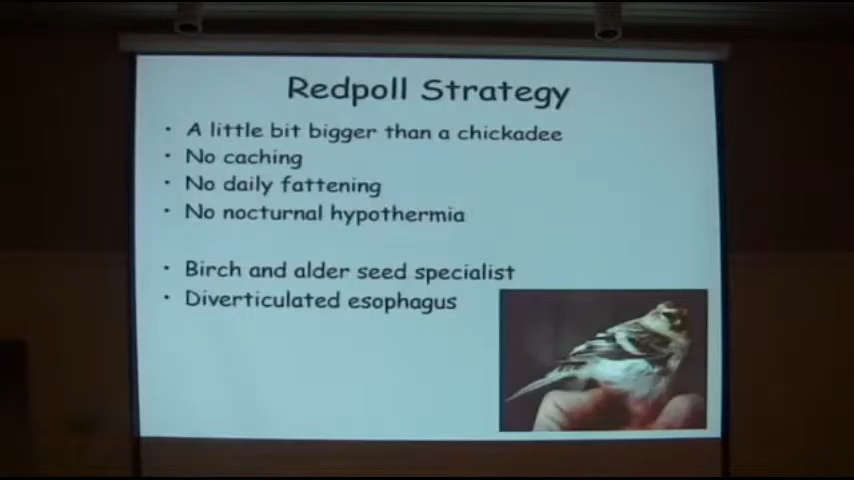 Redpoll Strategy
• A little bit bigger than a chickadee
• No caching
• No daily fattening
• No nocturnal hypothermia
• Birch and alder seed specialist
• Diverticulated esophagus